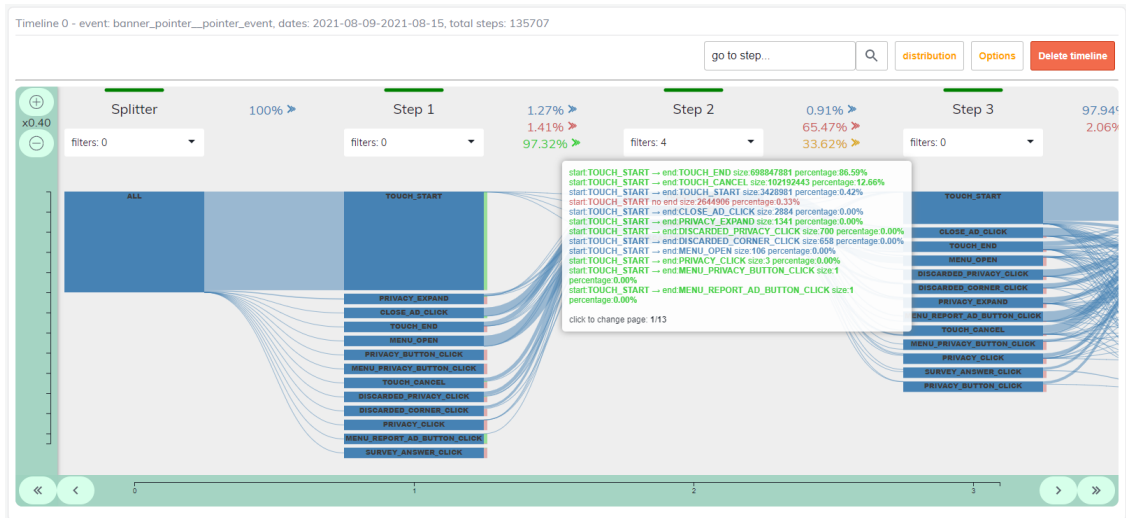 Timeline 0 - event: banner_pointer__pointer_event, dates: 2021-08-09-2021-08-15, total steps: 135707
go to step...
distribution
Options
Delete timeline
x0.40
Splitter
100%
Step 1
1.27%
1.41%
97.32%
Step 2
0.91%
65.47%
33.62%
Step 3
97.94%
2.06%
filters: 0
filters: 0
filters: 4
filters: 0
start:TOUCH_START → end:TOUCH_END size:698847881 percentage:86.59%
start:TOUCH_START → end:TOUCH_CANCEL size:102192443 percentage:12.66%
start:TOUCH_START → end:TOUCH_START size:3428981 percentage:0.42%
start:TOUCH_START no end size:2644906 percentage:0.33%
start:TOUCH_START → end:CLOSE_AD_CLICK size:2884 percentage:0.00%
start:TOUCH_START → end:PRIVACY_EXPAND size:1341 percentage:0.00%
start:TOUCH_START → end:DISCARDED_PRIVACY_CLICK size:700 percentage:0.00%
start:TOUCH_START → end:DISCARDED_CORNER_CLICK size:658 percentage:0.00%
start:TOUCH_START → end:MENU_OPEN size:106 percentage:0.00%
start:TOUCH_START → end:PRIVACY_CLICK size:3 percentage:0.00%
start:TOUCH_START → end:MENU_PRIVACY_BUTTON_CLICK size:1
percentage:0.00%
start:TOUCH_START → end:MENU_REPORT_AD_BUTTON_CLICK size:1
percentage:0.00%
click to change page: 1/13
ALL
TOUCH_START
PRIVACY_EXPAND
CLOSE_AD_CLICK
TOUCH_END
MENU_OPEN
PRIVACY_BUTTON_CLICK
MENU_PRIVACY_BUTTON_CLICK
TOUCH_CANCEL
DISCARDED_PRIVACY_CLICK
DISCARDED_CORNER_CLICK
PRIVACY_CLICK
MENU_REPORT_AD_BUTTON_CLICK
SURVEY_ANSWER_CLICK
TOUCH_START
CLOSE_AD_CLICK
TOUCH_END
MENU_OPEN
DISCARDED_PRIVACY_CLICK
DISCARDED_CORNER_CLICK
PRIVACY_EXPAND
MENU_REPORT_AD_BUTTON_CLICK
TOUCH_CANCEL
MENU_PRIVACY_BUTTON_CLICK
PRIVACY_CLICK
SURVEY_ANSWER_CLICK
PRIVACY_BUTTON_CLICK
0
1
2
3